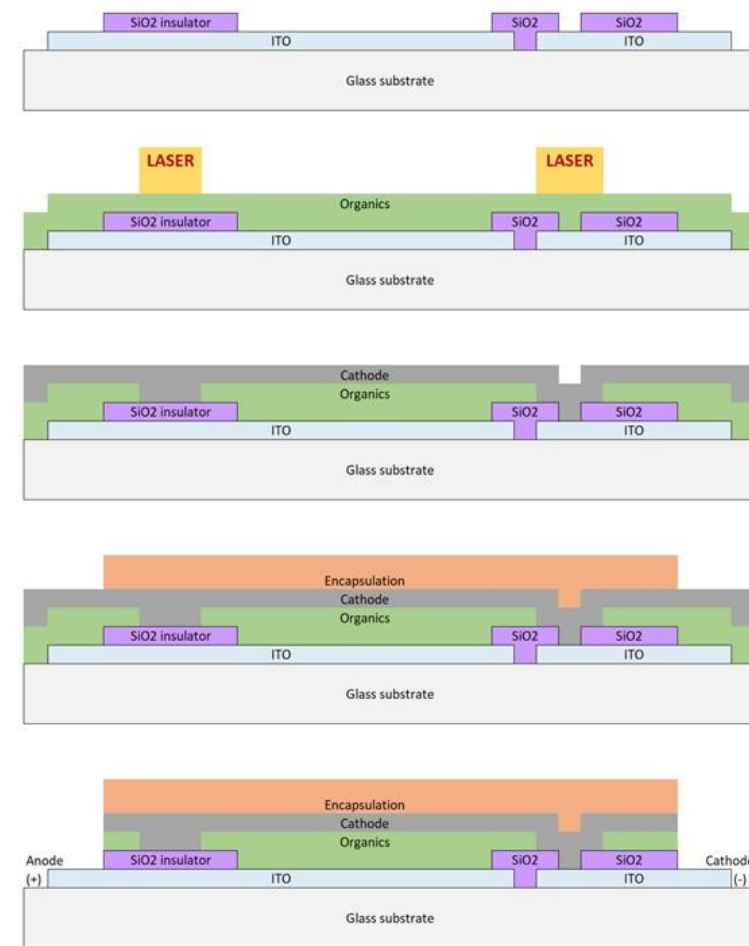 SiO2 insulator SiO2 SiO2
ITO ITO
Glass substrate
LASER LASER
Organics
SiO2 insulator SiO2 SiO2
ITO ITO
Glass substrate
Cathode
Organics
SiO2 insulator SiO2 SiO2
ITO ITO
Glass substrate
Encapsulation
Cathode
Organics
SiO2 insulator SiO2 SiO2
ITO ITO
Glass substrate
Encapsulation
Cathode
Organics
Anode SiO2 insulator SiO2 SiO2 Cathode
(+) ITO ITO (-)
Glass substrate